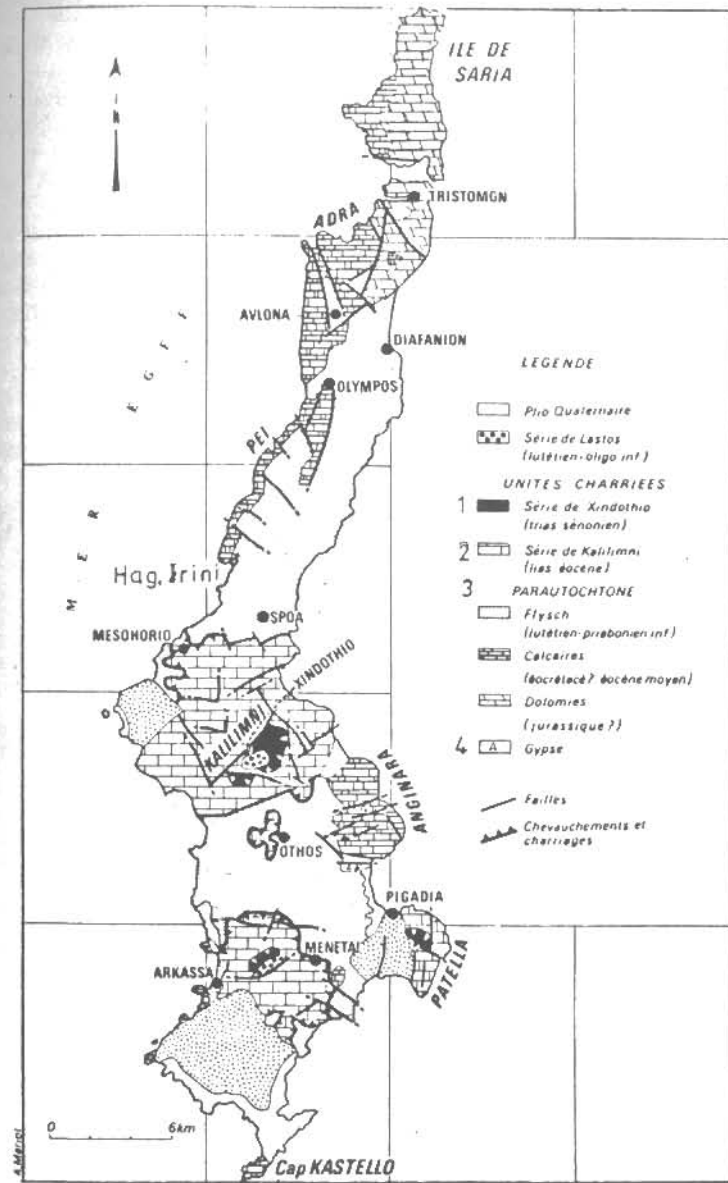 ILE DE
SARIA
N
TRISTOMGN
ADRA
AVLONA
DIAFANION
MER EGEE
OLYMPOS
PEI
Hag. Irini
SPOA
MESOHORIO
XINDOTHIO
KALILIMNI
ANGINARA
OTHOS
PIGADIA
MENETAI
ARKASSA
PATELLA
0 6km
Cap KASTELLO
LEGENDE
Plio Quaternaire
Série de Lastos
(lutétien-oligo inf)
UNITES CHARRIEES
1 Série de Xindothio
(trias sénonien)
2 Série de Kalilimni
(lias éocène)
3 PARAUTOCHTONE
Flysch
(lutétien-priabonien inf)
Calcaires
(éocrétacé? éocène moyen)
Dolomies
(jurassique?)
4 A Gypse
Failles
Chevauchements et
charriages